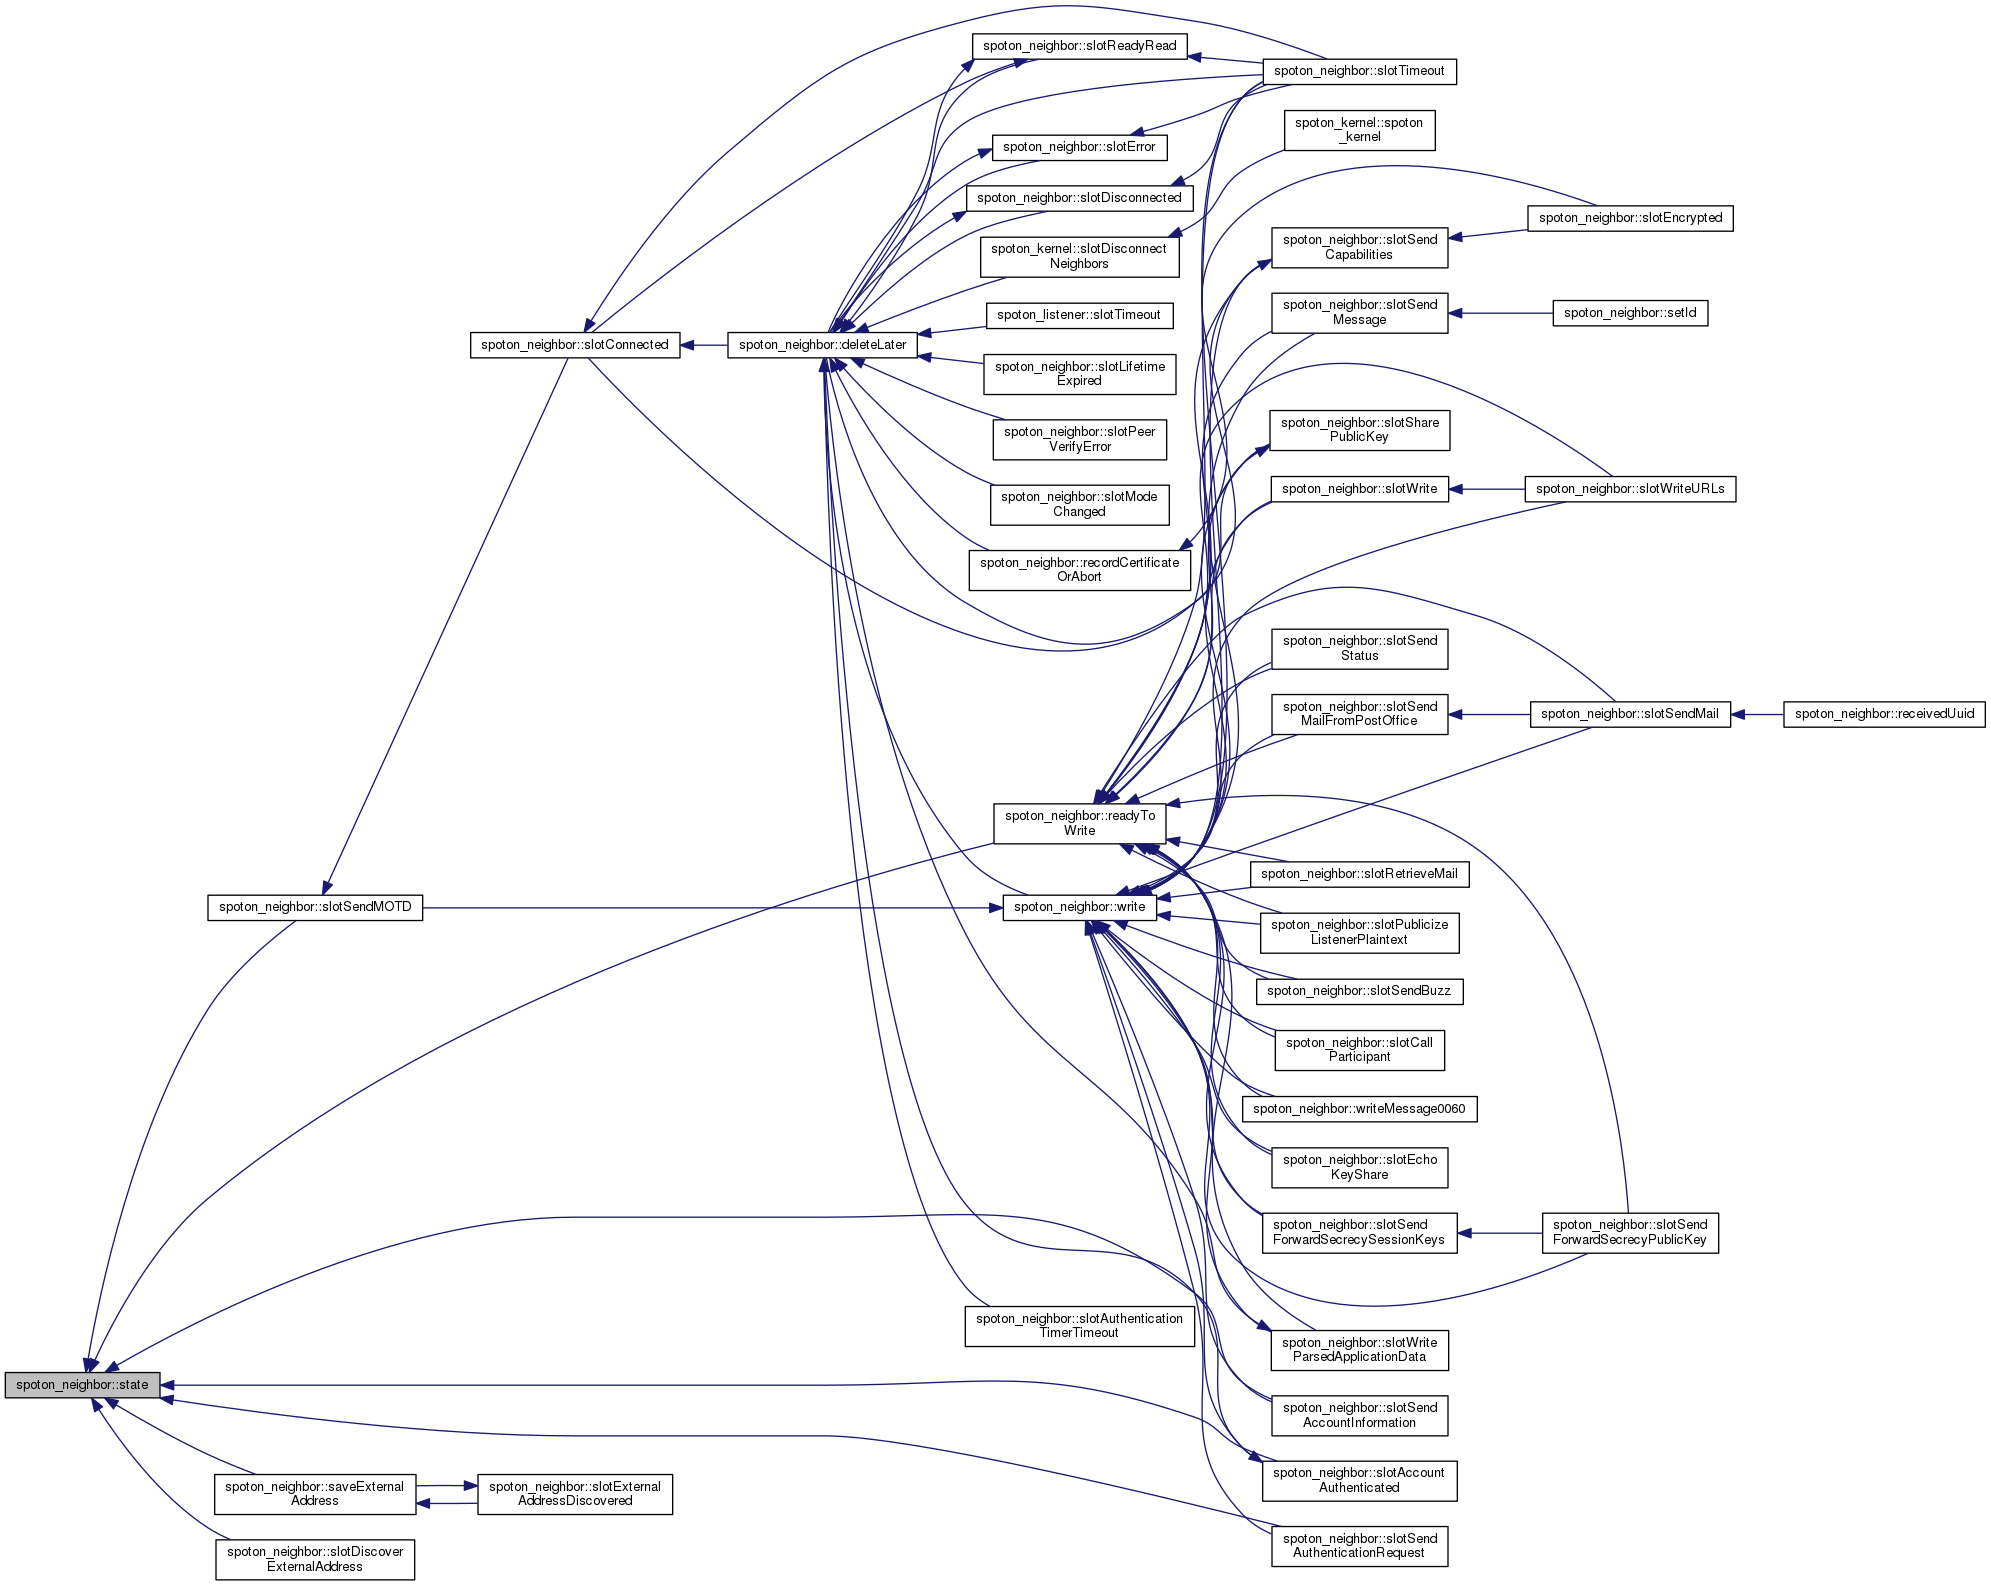 spoton_neighbor::slotReadyRead
spoton_neighbor::slotTimeout
spoton_kernel::spoton
_kernel
spoton_neighbor::slotError
spoton_neighbor::slotDisconnected
spoton_neighbor::slotEncrypted
spoton_kernel::slotDisconnect
Neighbors
spoton_neighbor::slotSend
Capabilities
spoton_listener::slotTimeout
spoton_neighbor::slotSend
Message
spoton_neighbor::setId
spoton_neighbor::slotConnected
spoton_neighbor::deleteLater
spoton_neighbor::slotLifetime
Expired
spoton_neighbor::slotPeer
VerifyError
spoton_neighbor::slotShare
PublicKey
spoton_neighbor::slotMode
Changed
spoton_neighbor::slotWrite
spoton_neighbor::slotWriteURLs
spoton_neighbor::recordCertificate
OrAbort
spoton_neighbor::slotSend
Status
spoton_neighbor::slotSend
MailFromPostOffice
spoton_neighbor::slotSendMail
spoton_neighbor::receivedUuid
spoton_neighbor::readyTo
Write
spoton_neighbor::slotRetrieveMail
spoton_neighbor::slotSendMOTD
spoton_neighbor::write
spoton_neighbor::slotPublicize
ListenerPlaintext
spoton_neighbor::slotSendBuzz
spoton_neighbor::slotCall
Participant
spoton_neighbor::writeMessage0060
spoton_neighbor::slotEcho
KeyShare
spoton_neighbor::slotSend
ForwardSecrecySessionKeys
spoton_neighbor::slotSend
ForwardSecrecyPublicKey
spoton_neighbor::slotAuthentication
TimerTimeout
spoton_neighbor::slotWrite
ParsedApplicationData
spoton_neighbor::state
spoton_neighbor::slotSend
AccountInformation
spoton_neighbor::slotAccount
Authenticated
spoton_neighbor::saveExternal
Address
spoton_neighbor::slotExternal
AddressDiscovered
spoton_neighbor::slotDiscover
ExternalAddress
spoton_neighbor::slotSend
AuthenticationRequest